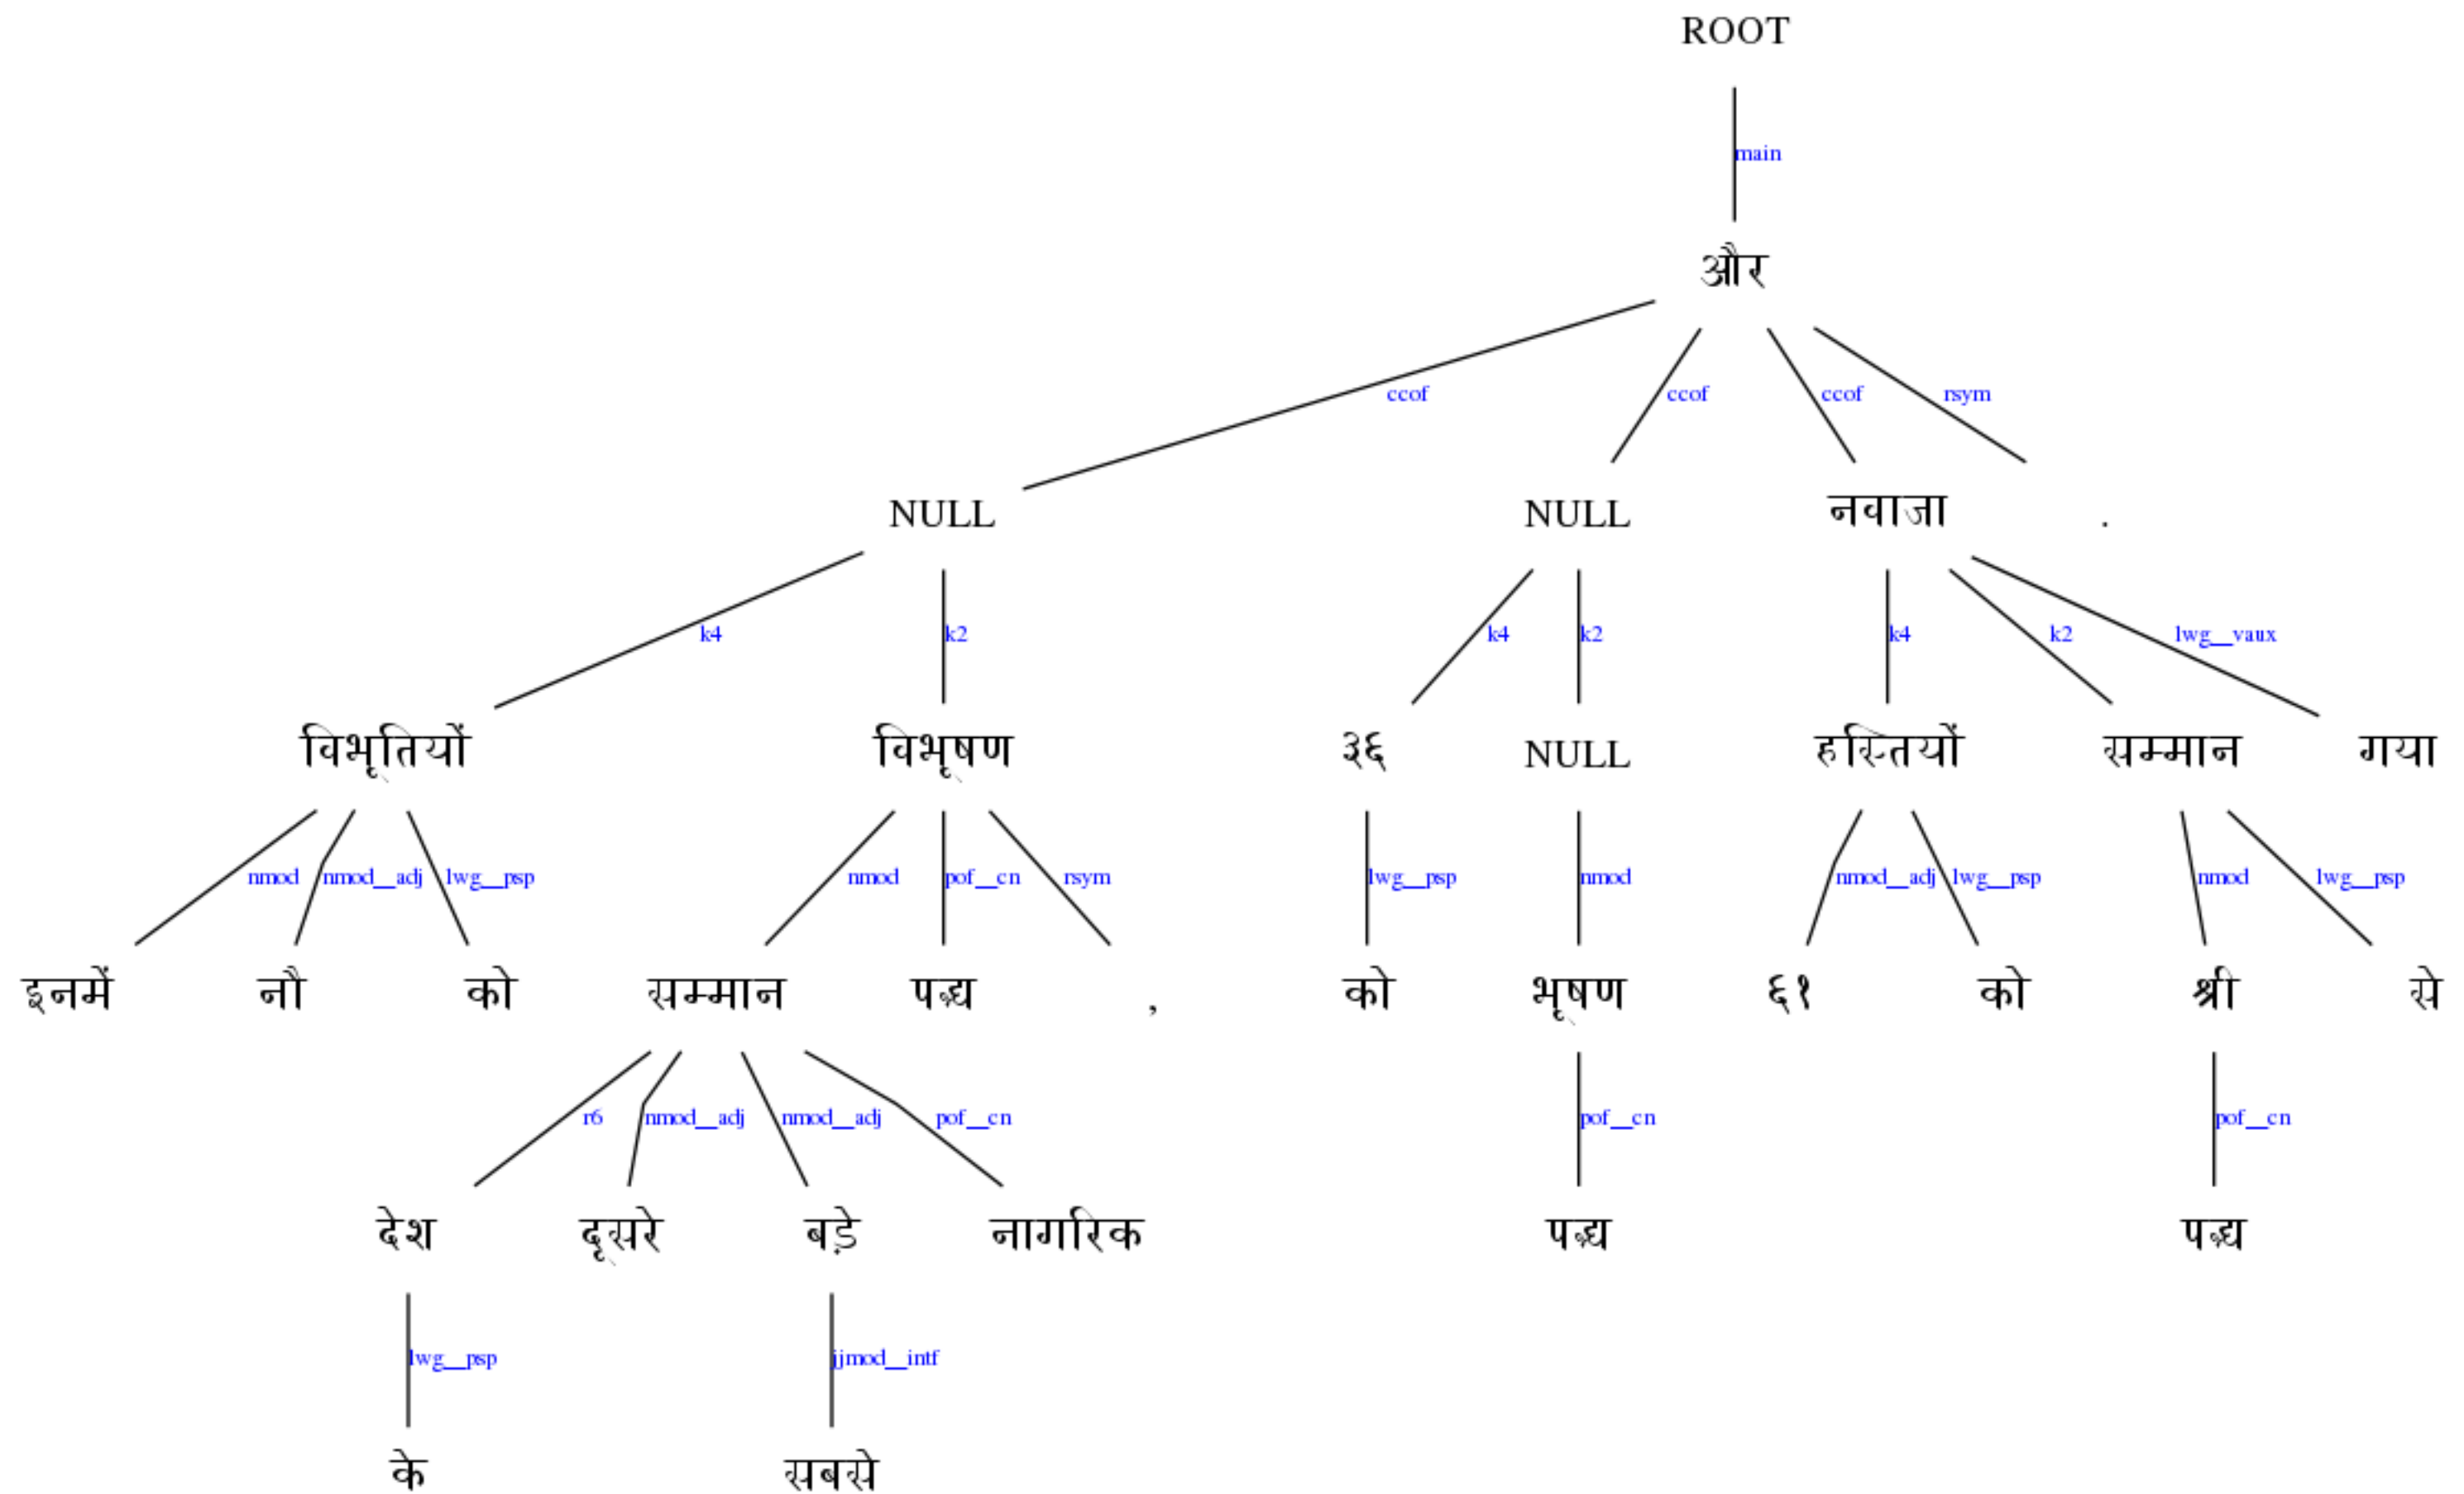 ROOT
main
और
ccof ccof ccof rsym
NULL NULL नवाजा .
k4 k2 k4 k2 k4 k2 lwg__vaux
विभूतियों विभूषण ३६ NULL हस्तियों सम्मान गया
nmod nmod__adj lwg__psp nmod pof__cn rsym lwg__psp nmod nmod__adj lwg__psp nmod lwg__psp
इनमें नौ को सम्मान पद्म , को भूषण ६१ को श्री से
r6 nmod__adj nmod__adj pof__cn pof__cn pof__cn
देश दूसरे बड़े नागरिक पद्म पद्म
lwg__psp jjmod__intf
के सबसे